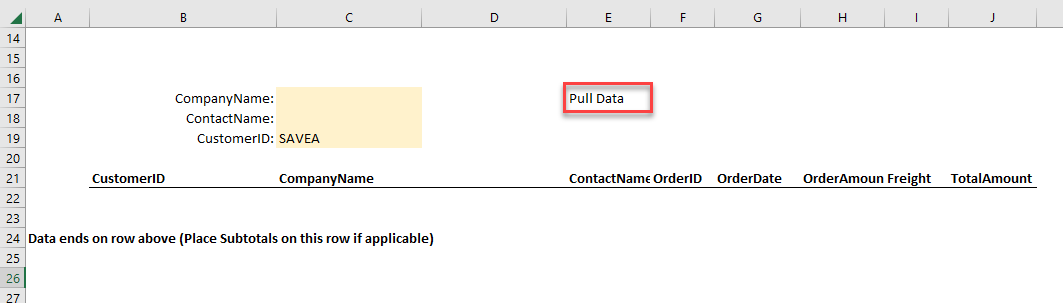 A B C D E F G H I J
14
15
16
17 CompanyName: Pull Data
18 ContactName:
19 CustomerID: SAVEA
20
21 CustomerID CompanyName ContactName OrderID OrderDate OrderAmoun Freight TotalAmount
22
23
24 Data ends on row above (Place Subtotals on this row if applicable)
25
26
27